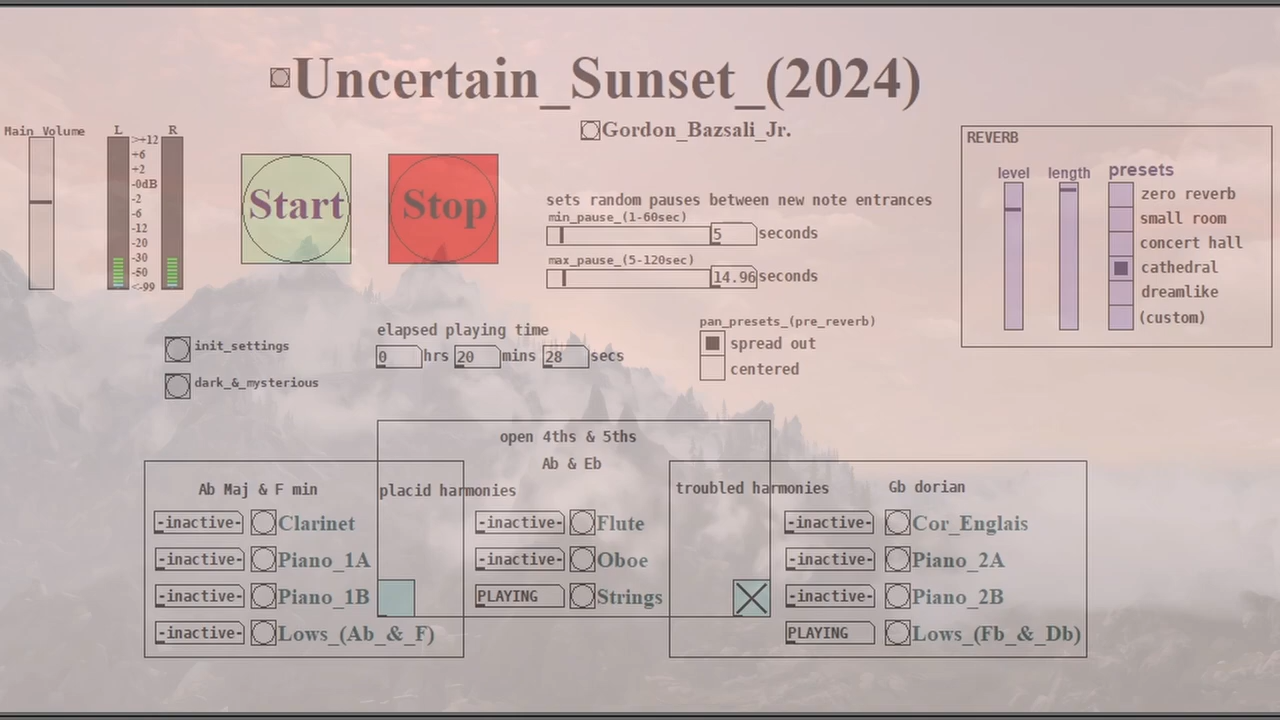 Uncertain_Sunset_(2024)
Gordon_Bazsali_Jr.
Main_Volume
L
R
>+12
+6
+2
-0dB
-2
-6
-12
-20
-30
-50
<-99
Start
Stop
sets random pauses between new note entrances
min_pause_(1-60sec)
5 seconds
max_pause_(5-120sec)
14.96 seconds
REVERB
level
length
presets
zero reverb
small room
concert hall
cathedral
dreamlike
(custom)
init_settings
dark_&_mysterious
elapsed playing time
0 hrs 20 mins 28 secs
pan_presets_(pre_reverb)
spread out
centered
open 4ths & 5ths
Ab & Eb
Ab Maj & F min
placid harmonies
troubled harmonies
Gb dorian
-inactive- Clarinet
-inactive- Piano_1A
-inactive- Piano_1B
-inactive- Lows_(Ab_&_F)
-inactive- Flute
-inactive- Oboe
PLAYING Strings
-inactive- Cor_Englais
-inactive- Piano_2A
-inactive- Piano_2B
PLAYING Lows_(Fb_&_Db)